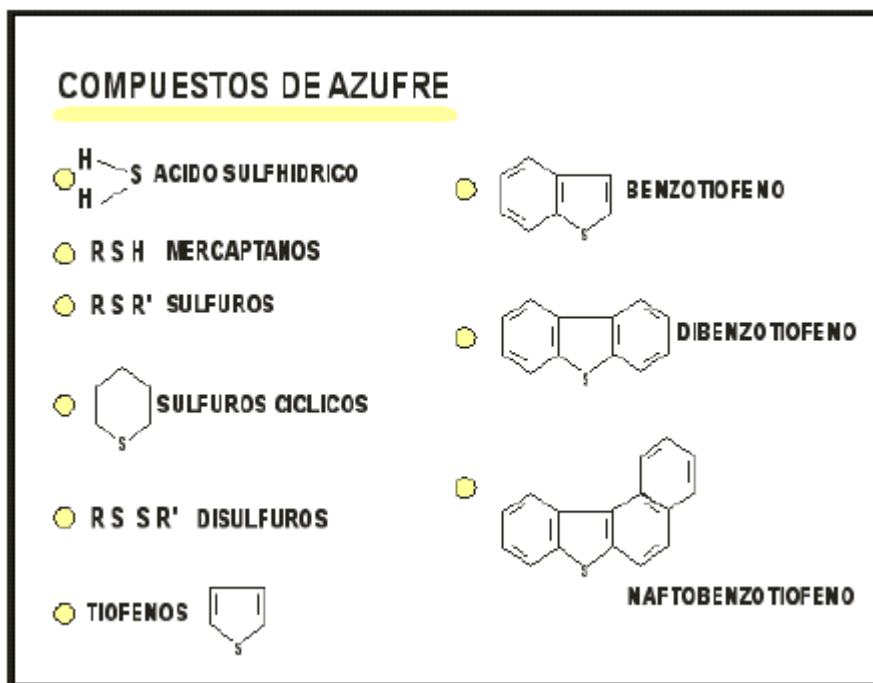 COMPUESTOS DE AZUFRE
H
S ACIDO SULFHIDRICO
H
R S H MERCAPTANOS
R S R' SULFUROS
SULFUROS CICLICOS
S
R S S R' DISULFUROS
TIOFENOS
S
BENZOTIOFENO
S
DIBENZOTIOFENO
S
S
NAFTOBENZOTIOFENO